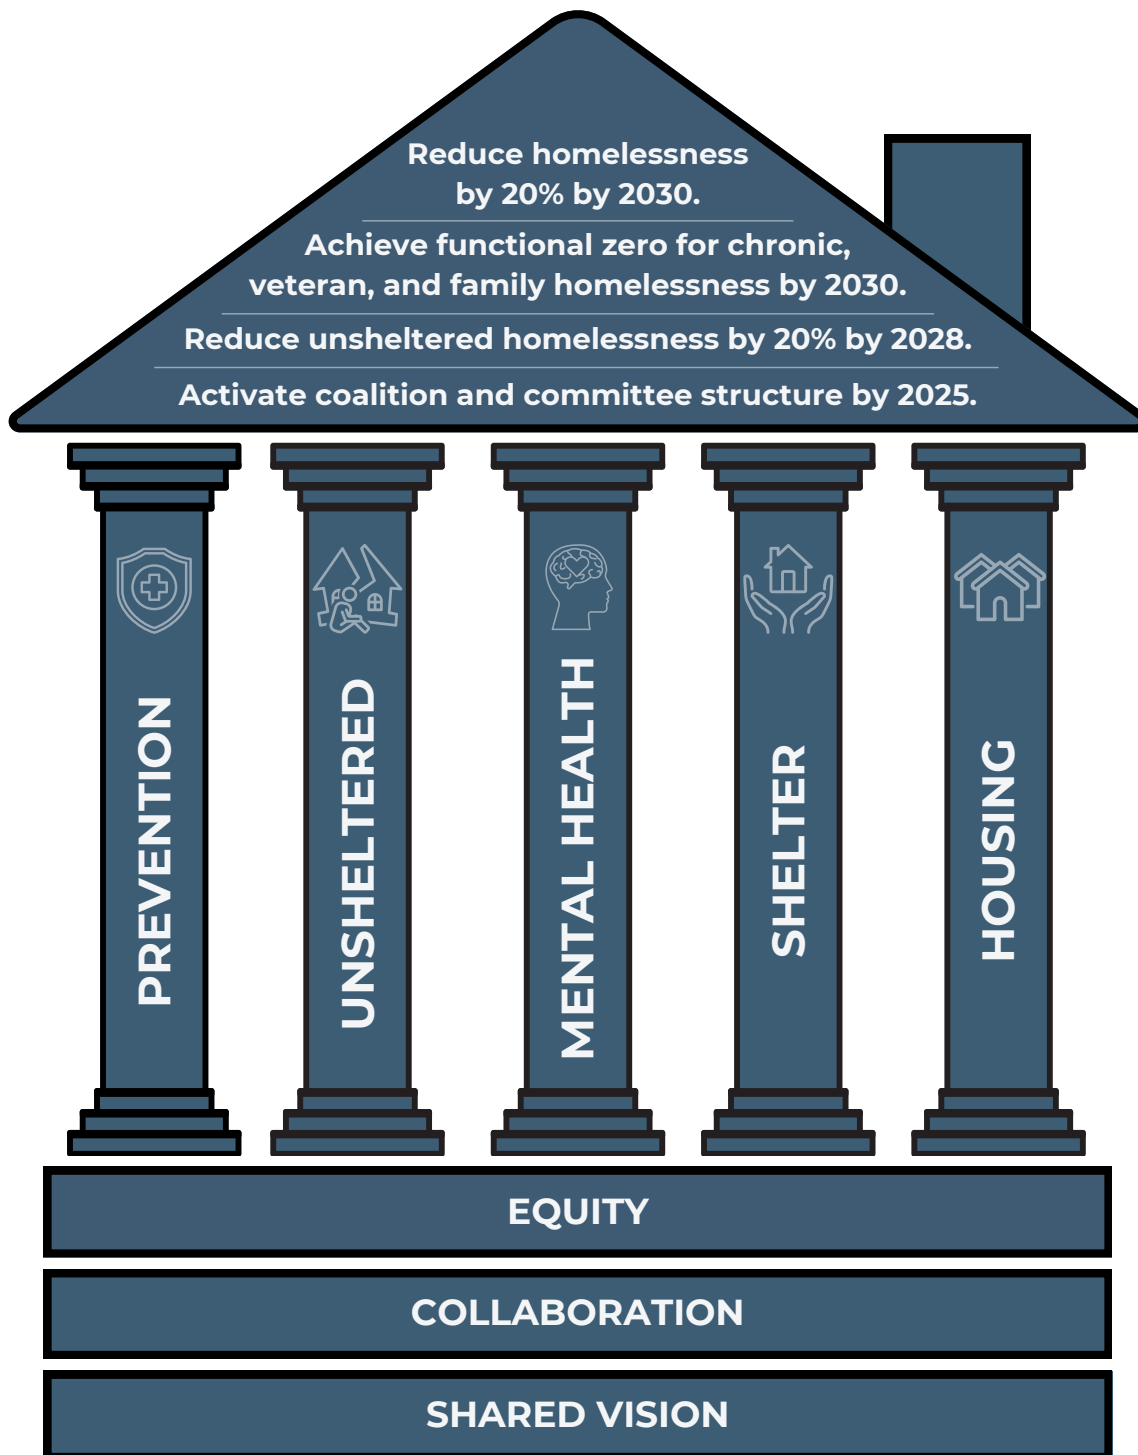 Reduce homelessness
by 20% by 2030.
Achieve functional zero for chronic,
veteran, and family homelessness by 2030.
Reduce unsheltered homelessness by 20% by 2028.
Activate coalition and committee structure by 2025.
PREVENTION
UNSHELTERED
MENTAL HEALTH
SHELTER
HOUSING
EQUITY
COLLABORATION
SHARED VISION